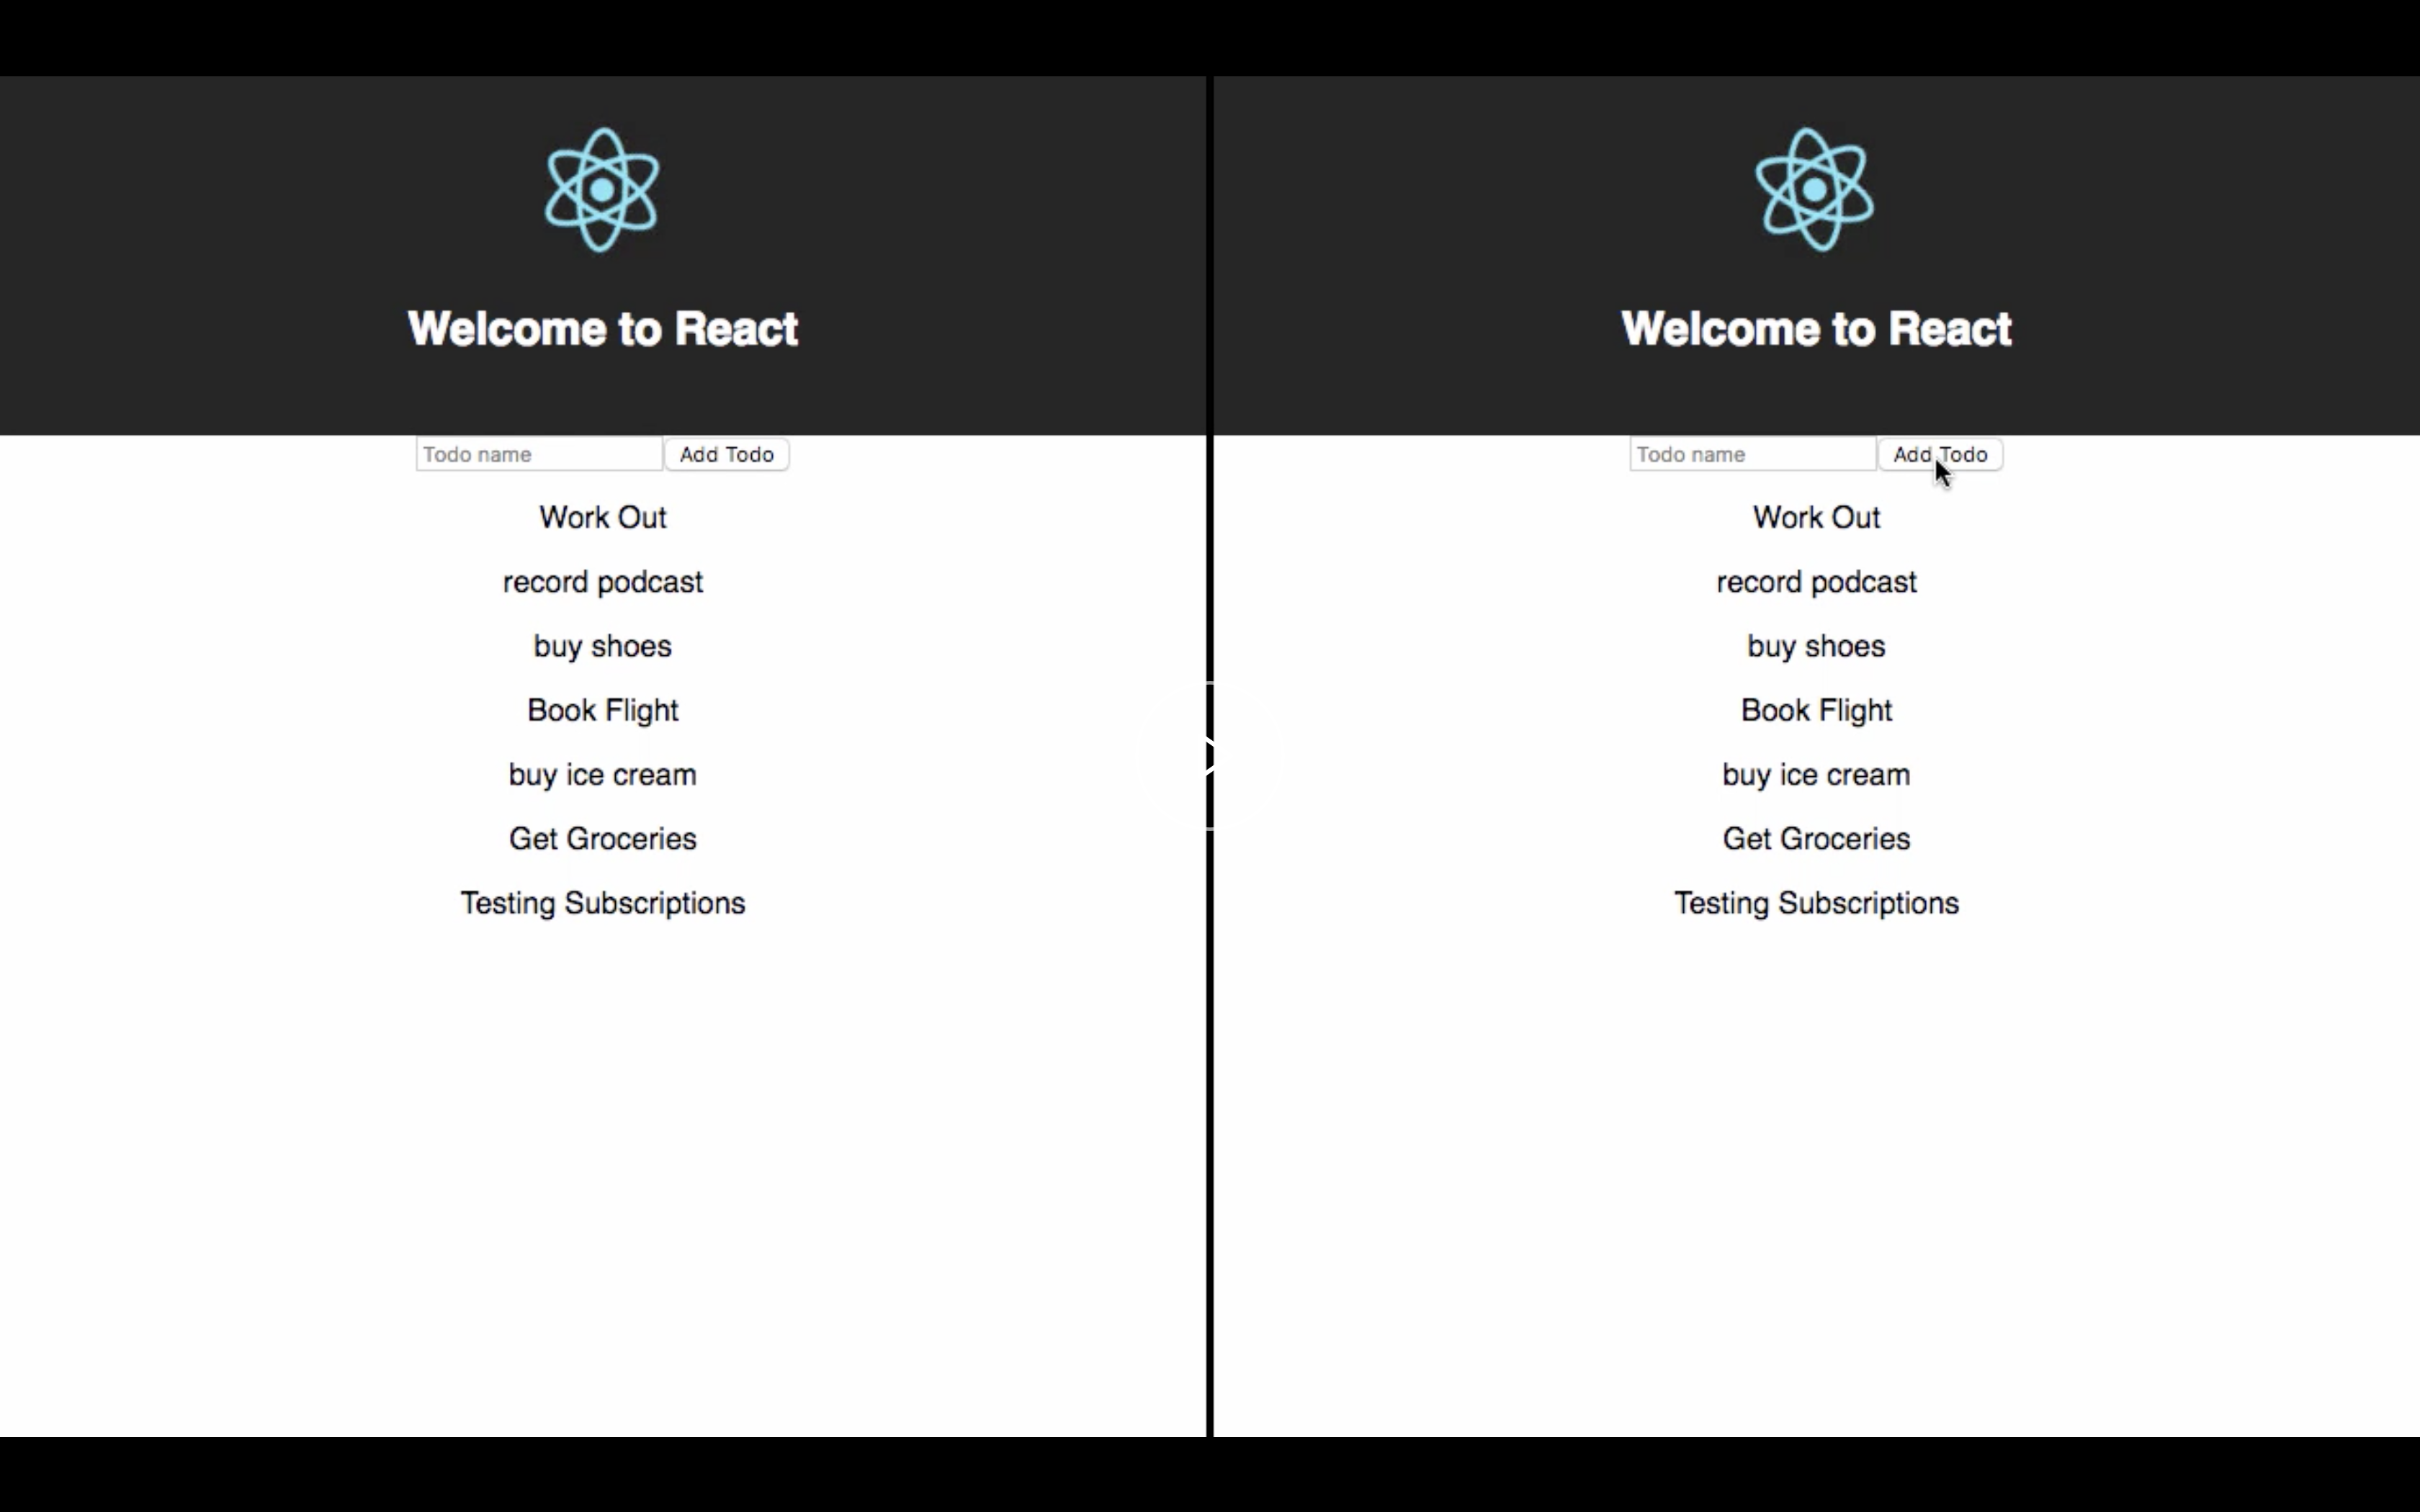 Welcome to React
Todo name Add Todo
Work Out
record podcast
buy shoes
Book Flight
buy ice cream
Get Groceries
Testing Subscriptions
Welcome to React
Todo name Add Todo
Work Out
record podcast
buy shoes
Book Flight
buy ice cream
Get Groceries
Testing Subscriptions